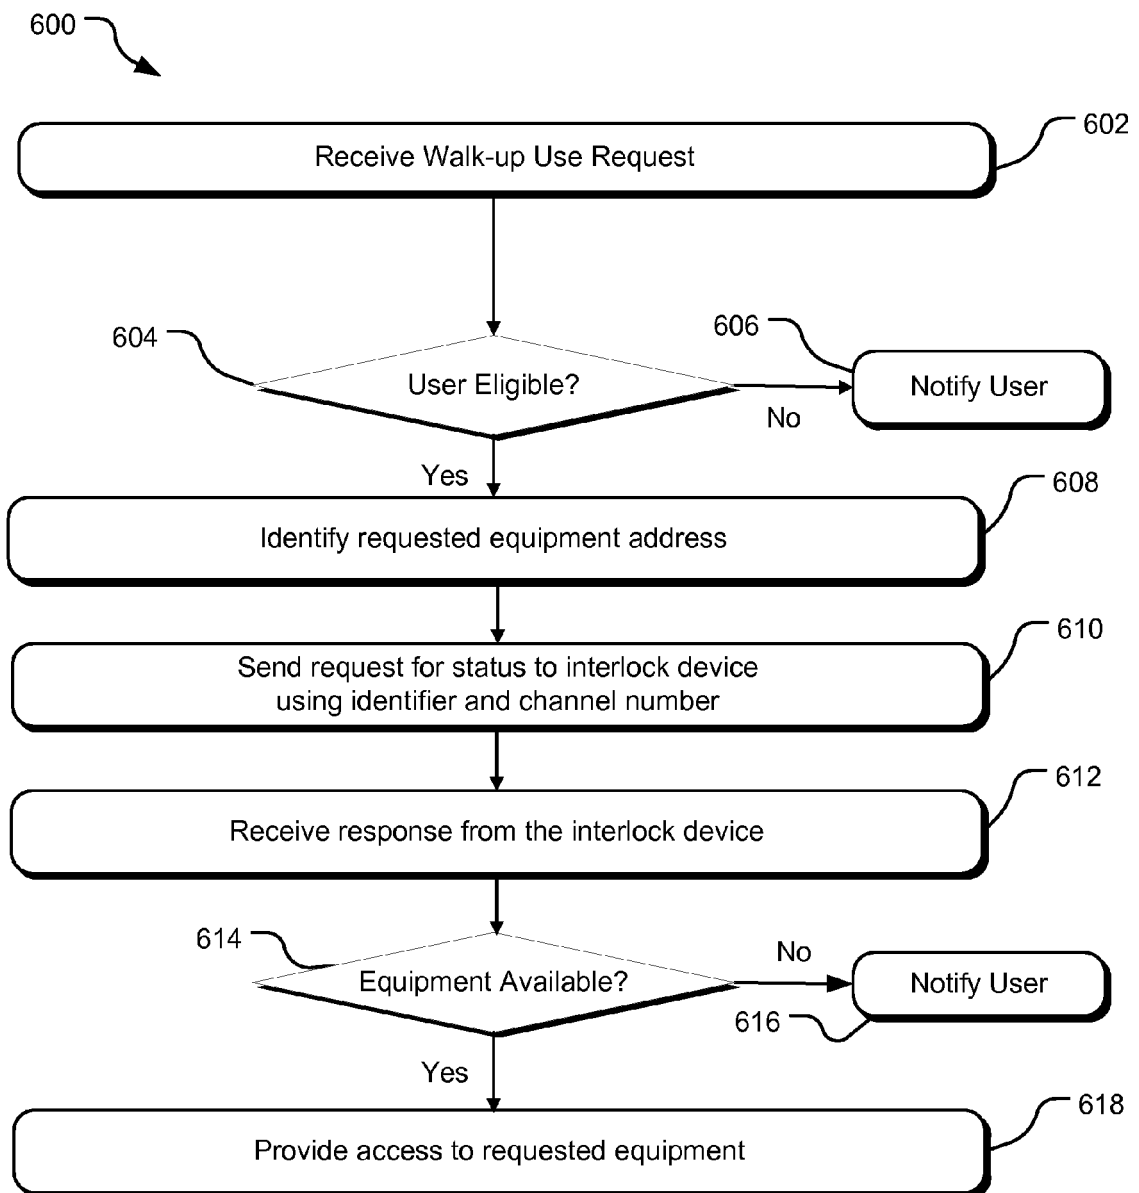 600
602
Receive Walk-up Use Request
604
User Eligible?
606
Notify User
No
Yes
608
Identify requested equipment address
610
Send request for status to interlock device
using identifier and channel number
612
Receive response from the interlock device
614
Equipment Available?
No
Notify User
616
Yes
618
Provide access to requested equipment